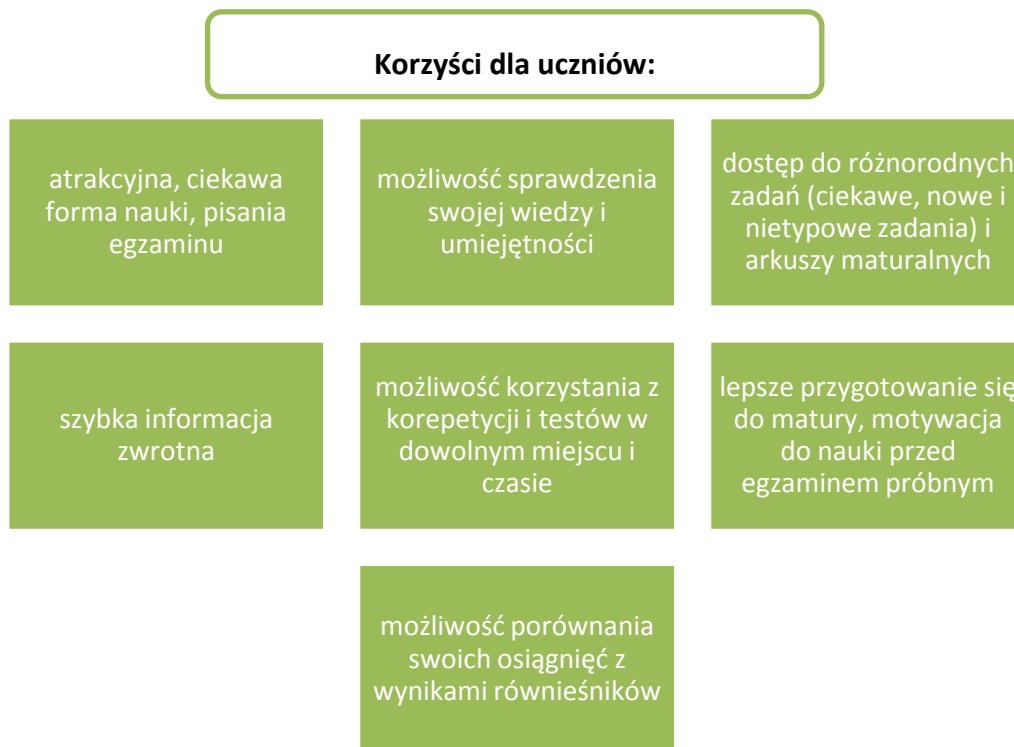 Korzyści dla uczniów:
atrakcyjna, ciekawa
forma nauki, pisania
egzaminu
możliwość sprawdzenia
swojej wiedzy i
umiejętności
dostęp do różnorodnych
zadań (ciekawe, nowe i
nietypowe zadania) i
arkuszy maturalnych
szybka informacja
zwrotna
możliwość korzystania z
korepetycji i testów w
dowolnym miejscu i
czasie
lepsze przygotowanie się
do matury, motywacja
do nauki przed
egzaminem próbnym
możliwość porównania
swoich osiągnięć z
wynikami równieśników